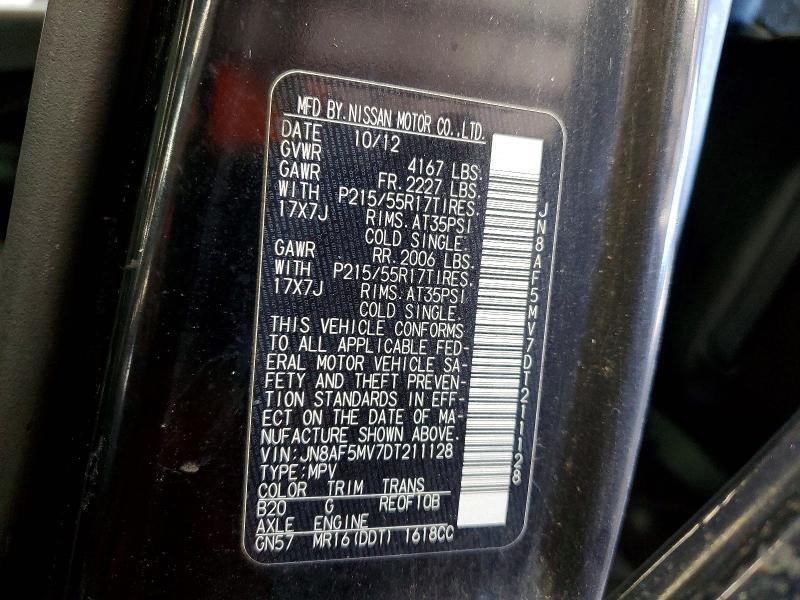 MFD BY.NISSAN MOTOR CO.,LTD.
DATE 10/12
GVWR 4167 LBS.
GAWR FR.2227 LBS.
WITH P215/55R17TIRES.
17X7J RIMS.AT35PSI
COLD SINGLE.
GAWR RR.2006 LBS.
WITH P215/55R17TIRES.
17X7J RIMS.AT35PSI
COLD SINGLE.
THIS VEHICLE CONFORMS
TO ALL APPLICABLE FED-
ERAL MOTOR VEHICLE SA-
FETY AND THEFT PREVEN-
TION STANDARDS IN EFF-
ECT ON THE DATE OF MA-
NUFACTURE SHOWN ABOVE.
VIN:JN8AF5MV7DT211128
TYPE:MPV
COLOR TRIM TRANS
B20 G RE0F10B
AXLE ENGINE
GN57 MR16(DDT) 1618CC
JN8AF5MV7DT211128